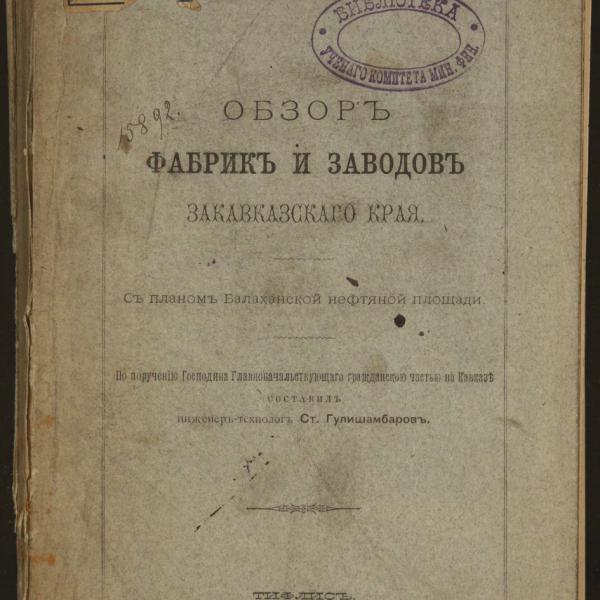 БИБЛІОТЕКА
УЧЕНАГО КОМИТЕТА МИН. ФИН.
5892.
ОБЗОРЪ
ФАБРИКЪ И ЗАВОДОВЪ
ЗАКАВКАЗСКАГО КРАЯ.
Съ планомъ Балаханской нефтяной площади.
По порученію Господина Главноначальствующаго гражданскою частью на Кавказѣ
СОСТАВИЛЪ
инженеръ-технологъ Ст. Гулишамбаровъ.
ТИФЛИСЪ.